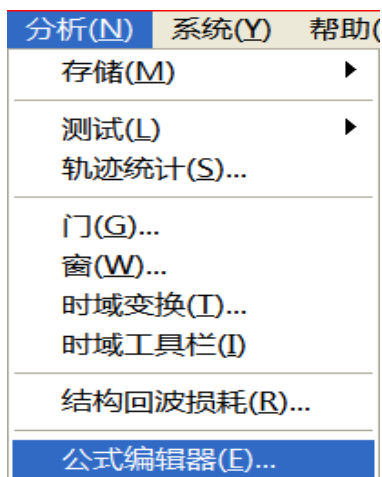 分析(N) 系统(Y) 帮助(
存储(M)
测试(L)
轨迹统计(S)...
门(G)...
窗(W)...
时域变换(T)...
时域工具栏(I)
结构回波损耗(R)...
公式编辑器(E)...